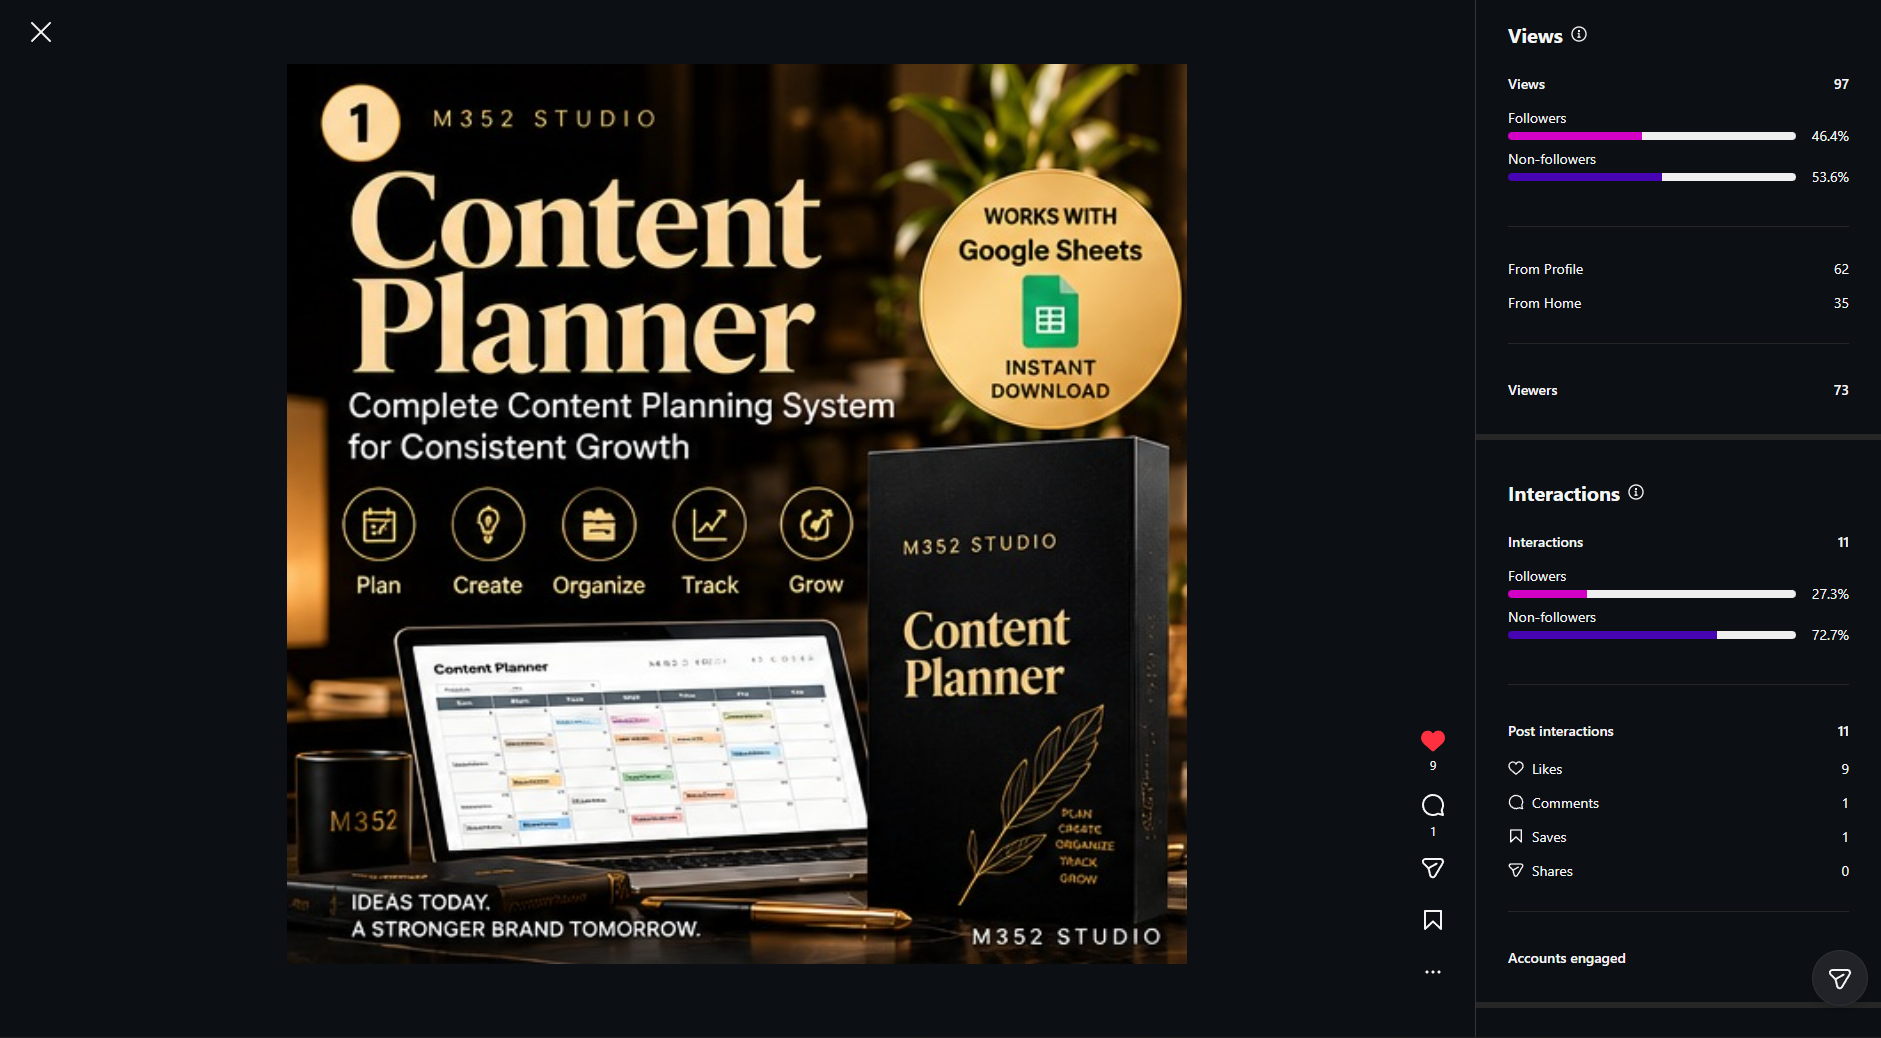 1
M352 STUDIO
Content
Planner
Complete Content Planning System
for Consistent Growth
WORKS WITH
Google Sheets
INSTANT
DOWNLOAD
Plan
Create
Organize
Track
Grow
Content Planner
M352 STUDIO
Content
Planner
PLAN
CREATE
ORGANIZE
TRACK
GROW
M352
IDEAS TODAY.
A STRONGER BRAND TOMORROW.
M352 STUDIO
9
1
Views
Views 97
Followers
46.4%
Non-followers
53.6%
From Profile 62
From Home 35
Viewers 73
Interactions
Interactions 11
Followers
27.3%
Non-followers
72.7%
Post interactions 11
Likes 9
Comments 1
Saves 1
Shares 0
Accounts engaged